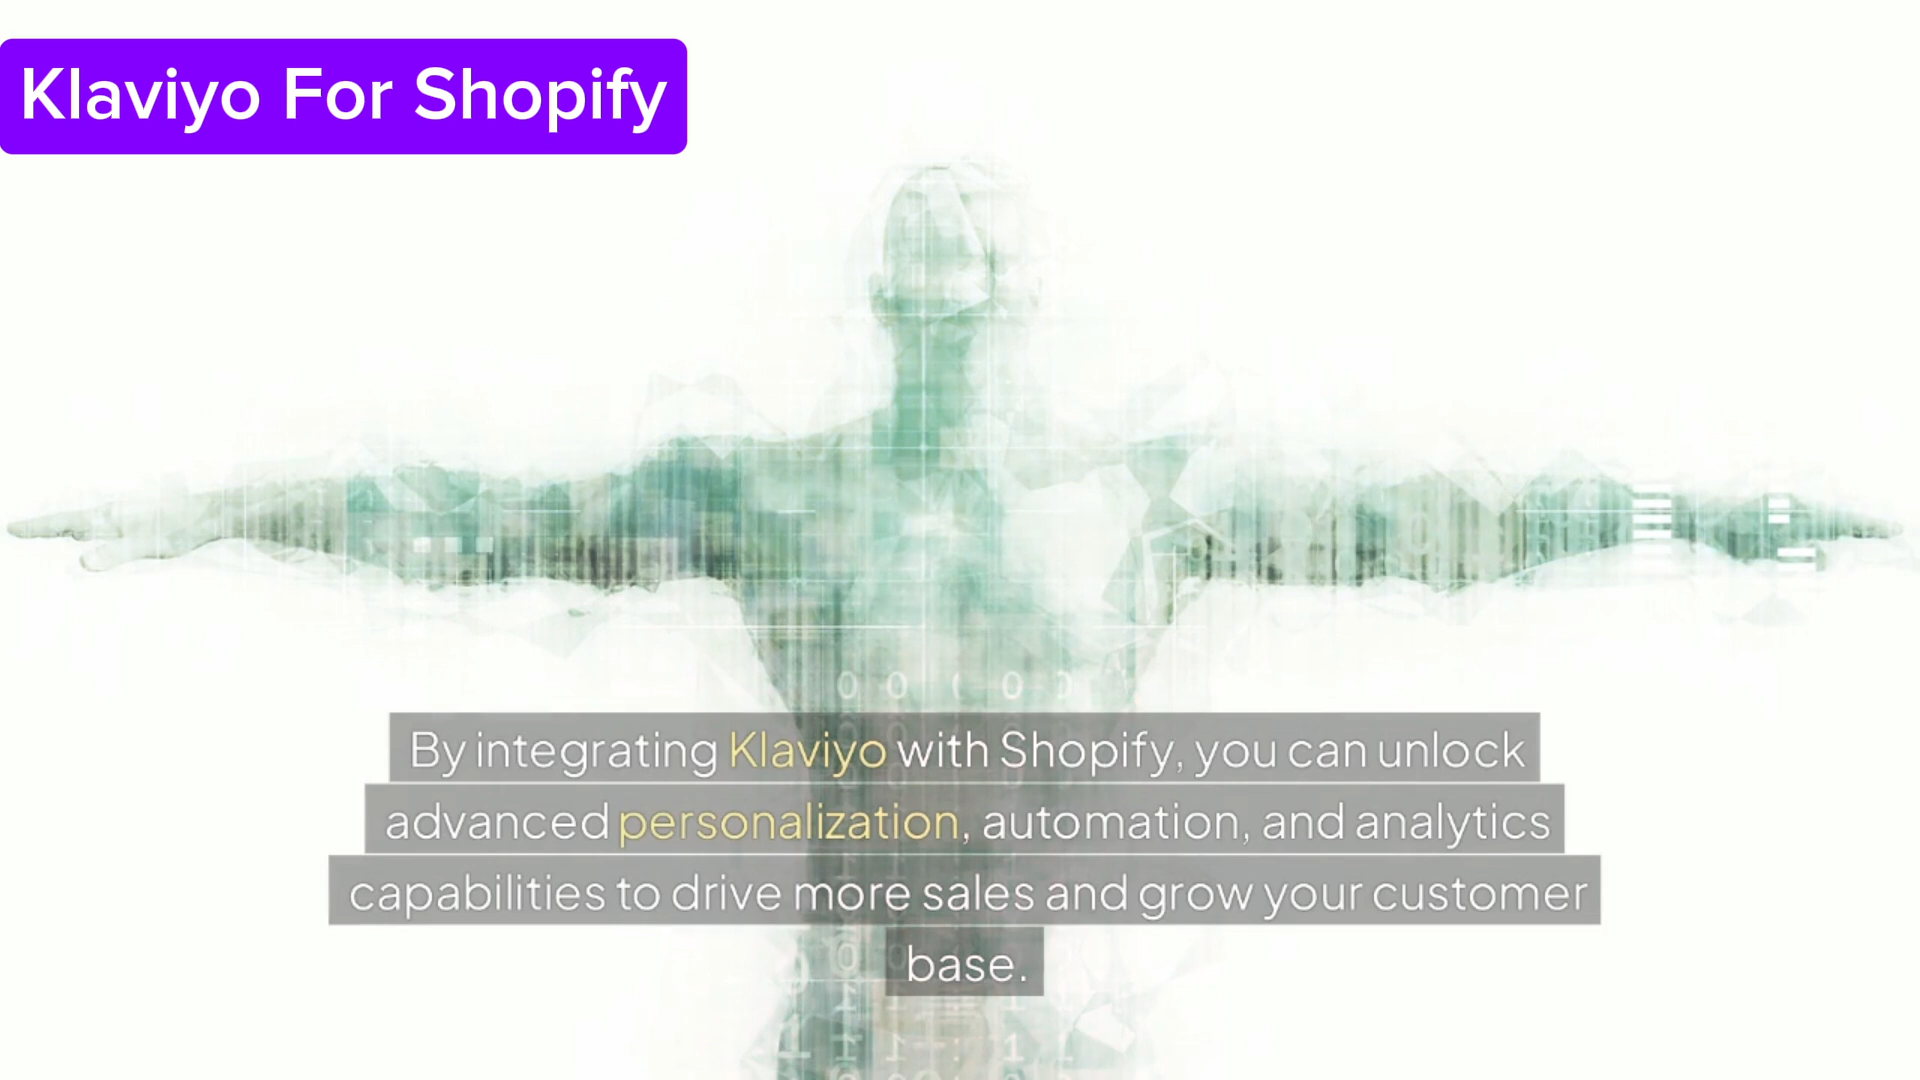 Klaviyo For Shopify
By integrating Klaviyo with Shopify, you can unlock
advanced personalization, automation, and analytics
capabilities to drive more sales and grow your customer
base.